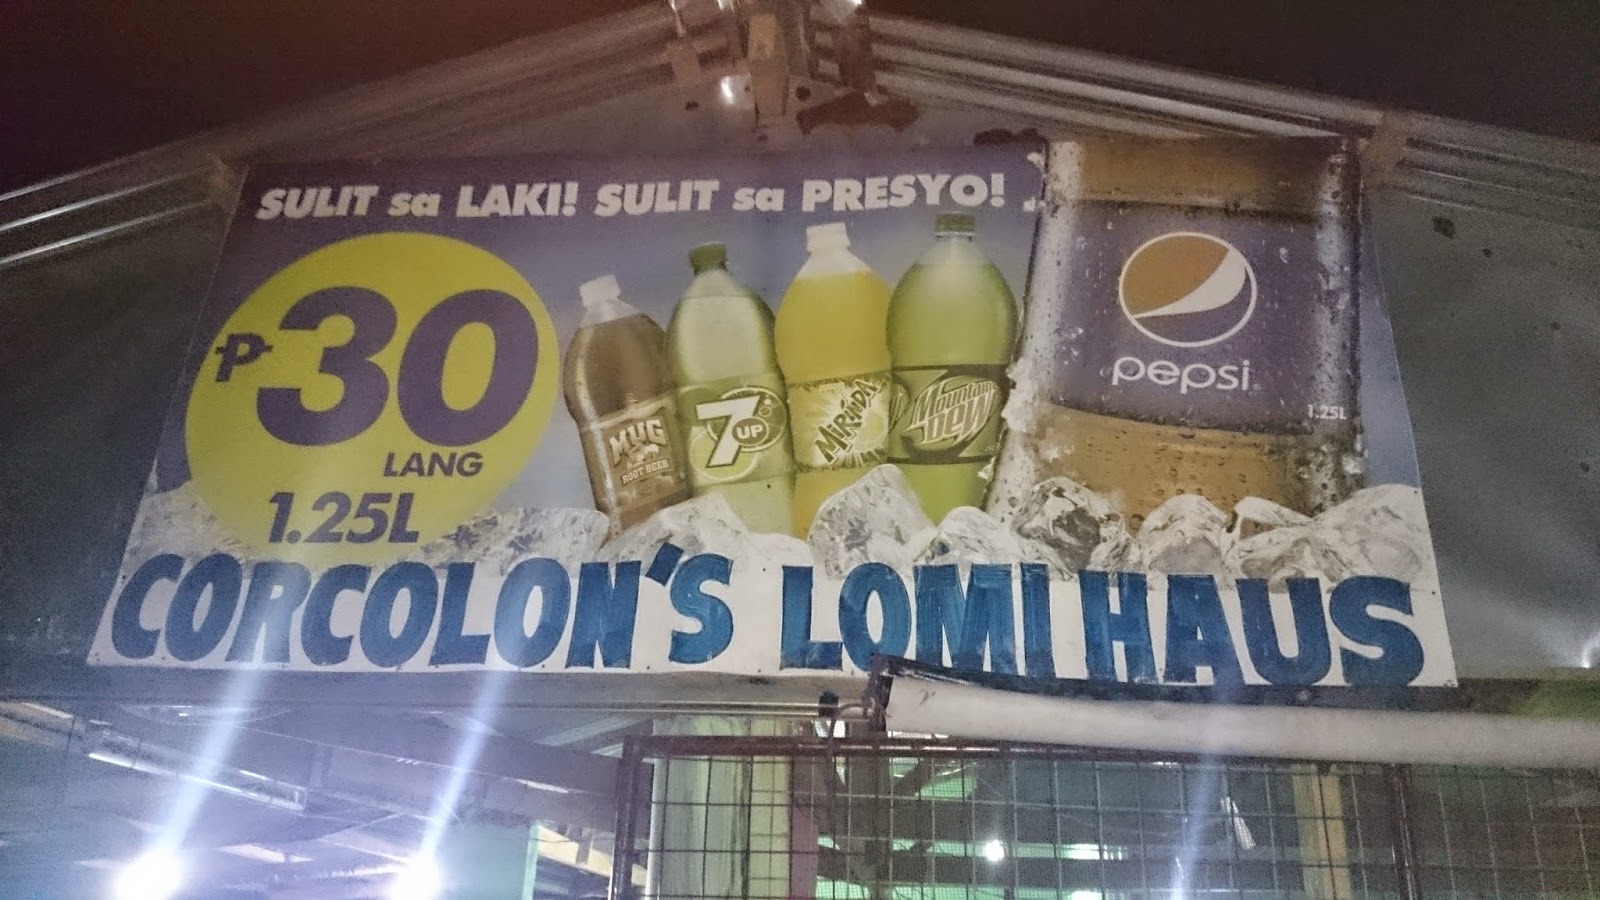 SULIT sa LAKI! SULIT sa PRESYO!
₱30
LANG
1.25L
MUG
ROOT BEER
7UP
MIRINDA
Mountain
DEW
pepsi
1.25L
CORCOLON'S LOMI HAUS